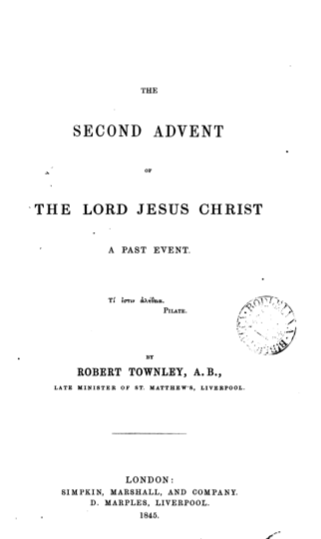 THE
SECOND ADVENT
OF
THE LORD JESUS CHRIST
A PAST EVENT.
Τί ἐστιν ἀλήθεια.
PILATE.
BY
ROBERT TOWNLEY, A.B.,
LATE MINISTER OF ST. MATTHEW'S, LIVERPOOL.
LONDON:
SIMPKIN, MARSHALL, AND COMPANY.
D. MARPLES, LIVERPOOL.
1845.